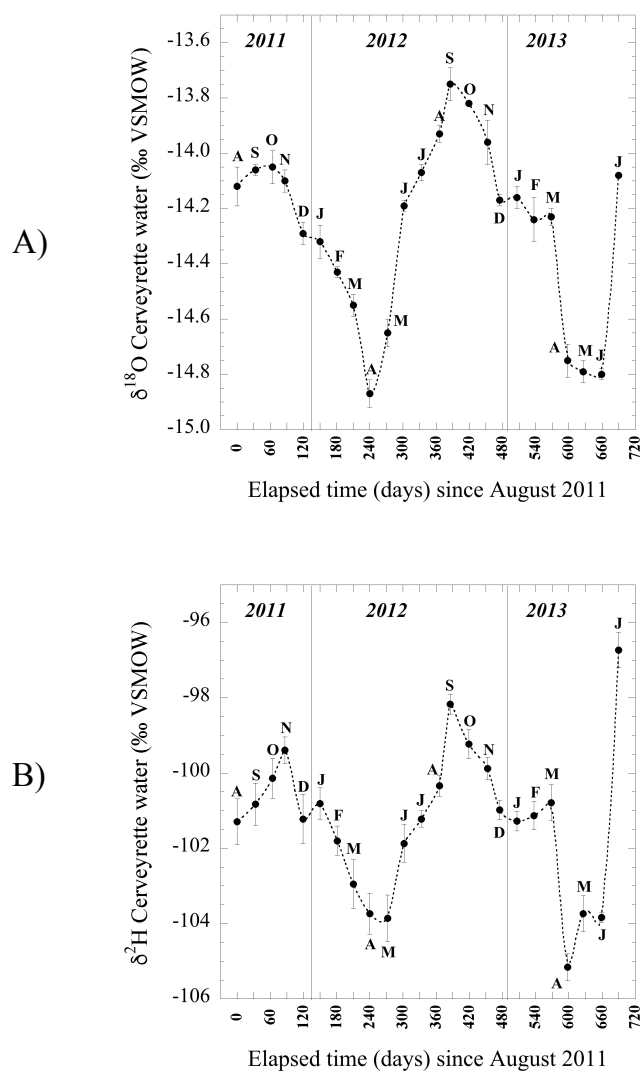 A)
δ18O Cerveyrette water (‰ VSMOW)
2011 2012 2013
-13.6
-13.8
-14.0
-14.2
-14.4
-14.6
-14.8
-15.0
A S O N D J F M A M J J A S O N D J F M A M J J
0 60 120 180 240 300 360 420 480 540 600 660 720
Elapsed time (days) since August 2011
B)
δ2H Cerveyrette water (‰ VSMOW)
2011 2012 2013
-96
-98
-100
-102
-104
-106
A S O N D J F M A M J J A S O N D J F M A M J J
0 60 120 180 240 300 360 420 480 540 600 660 720
Elapsed time (days) since August 2011